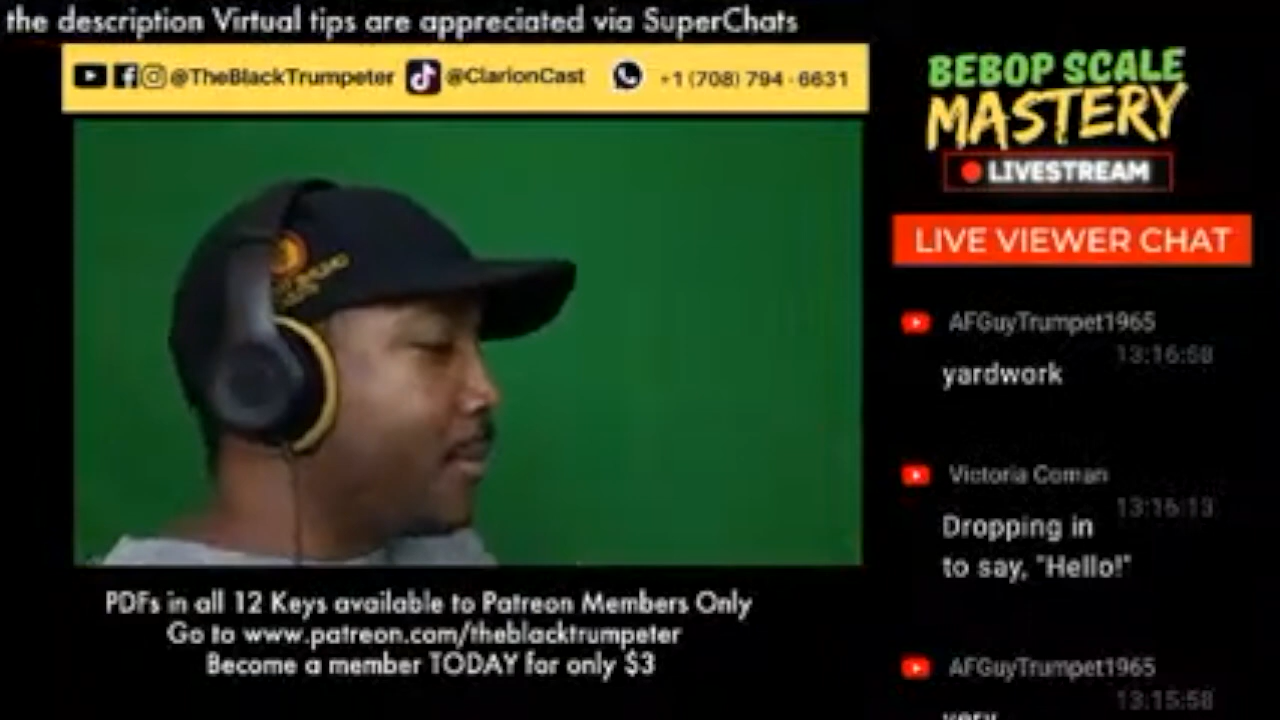 the description Virtual tips are appreciated via SuperChats
@TheBlackTrumpeter @ClarionCast +1 (708) 794 - 6631
BEBOP SCALE
MASTERY
LIVESTREAM
LIVE VIEWER CHAT
AFGuyTrumpet1965
13:16:58
yardwork
Victoria Coman
13:16:13
Dropping in
to say, "Hello!"
AFGuyTrumpet1965
13:15:58
very
PDFs in all 12 Keys available to Patreon Members Only
Go to www.patreon.com/theblacktrumpeter
Become a member TODAY for only $3